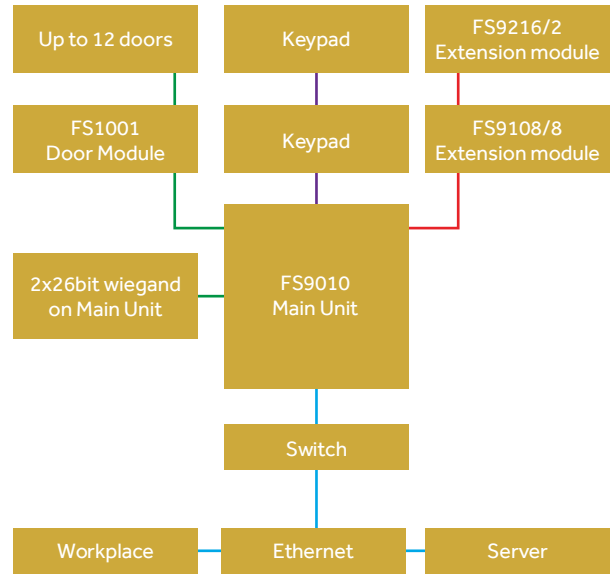 Up to 12 doors
Keypad
FS9216/2
Extension module
FS1001
Door Module
Keypad
FS9108/8
Extension module
2x26bit wiegand
on Main Unit
FS9010
Main Unit
Switch
Workplace
Ethernet
Server